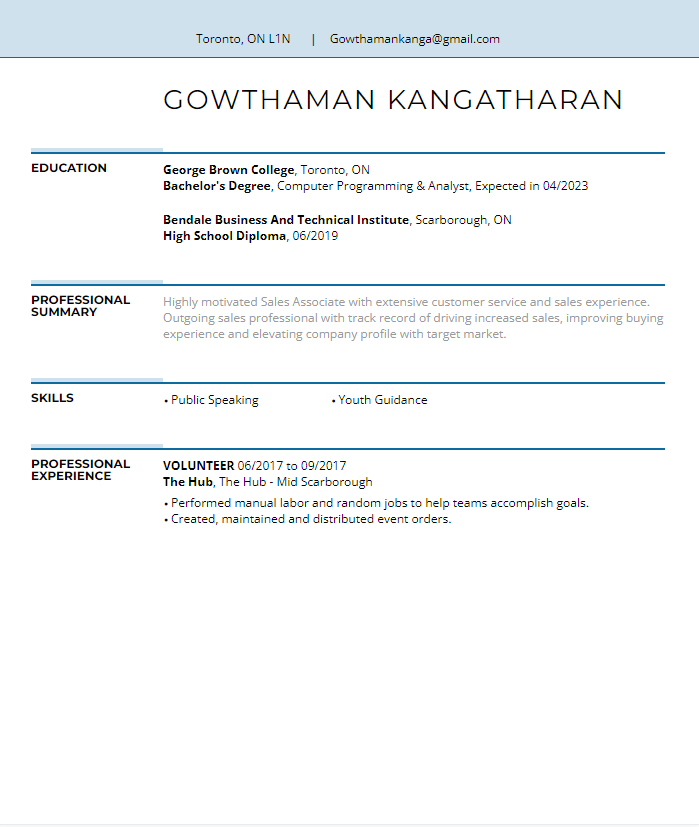 Toronto, ON L1N | Gowthamankanga@gmail.com
GOWTHAMAN KANGATHARAN
EDUCATION
George Brown College, Toronto, ON
Bachelor's Degree, Computer Programming & Analyst, Expected in 04/2023
Bendale Business And Technical Institute, Scarborough, ON
High School Diploma, 06/2019
PROFESSIONAL
SUMMARY
Highly motivated Sales Associate with extensive customer service and sales experience.
Outgoing sales professional with track record of driving increased sales, improving buying
experience and elevating company profile with target market.
SKILLS
• Public Speaking • Youth Guidance
PROFESSIONAL
EXPERIENCE
VOLUNTEER 06/2017 to 09/2017
The Hub, The Hub - Mid Scarborough
• Performed manual labor and random jobs to help teams accomplish goals.
• Created, maintained and distributed event orders.